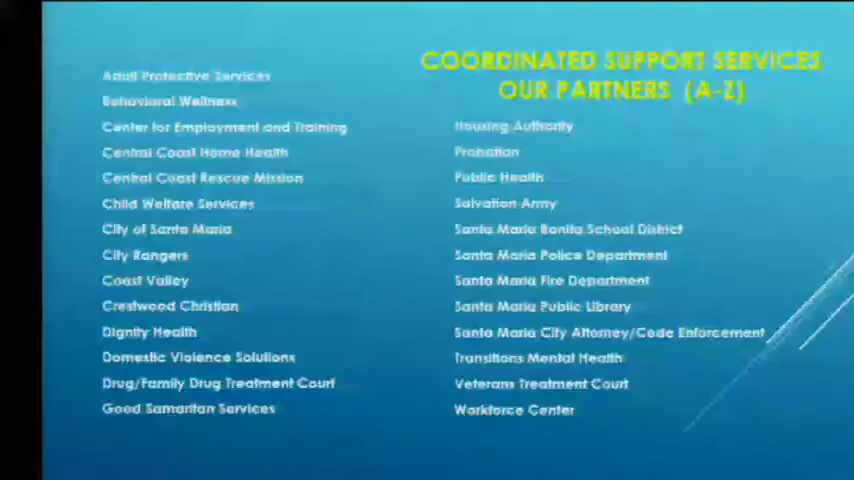 COORDINATED SUPPORT SERVICES
OUR PARTNERS (A-Z)
Adult Protective Services
Behavioral Wellness
Center for Employment and Training
Central Coast Home Health
Central Coast Rescue Mission
Child Welfare Services
City of Santa Maria
City Rangers
Coast Valley
Crestwood Christian
Dignity Health
Domestic Violence Solutions
Drug/Family Drug Treatment Court
Good Samaritan Services
Housing Authority
Probation
Public Health
Salvation Army
Santa Maria Bonita School District
Santa Maria Police Department
Santa Maria Fire Department
Santa Maria Public Library
Santa Maria City Attorney/Code Enforcement
Transitions Mental Health
Veterans Treatment Court
Workforce Center